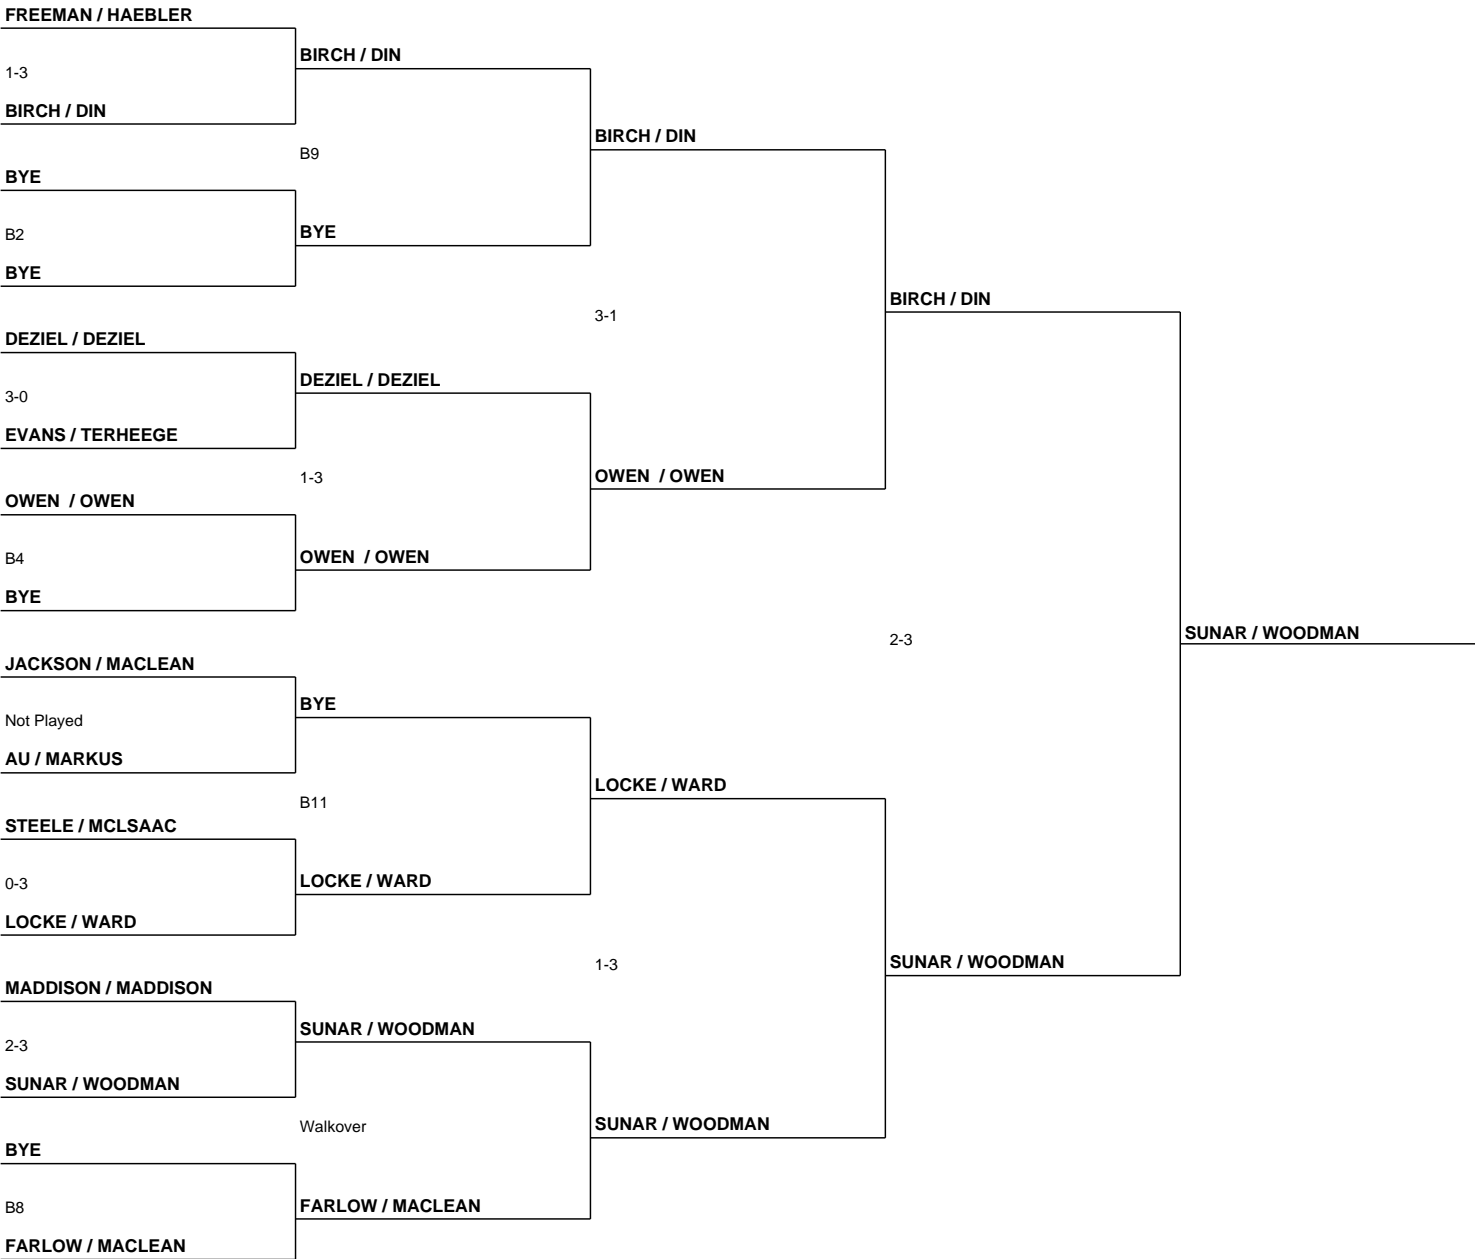 FREEMAN / HAEBLER
1-3
BIRCH / DIN
BYE
B2
BYE
DEZIEL / DEZIEL
3-0
EVANS / TERHEEGE
OWEN  / OWEN
B4
BYE
JACKSON / MACLEAN
Not Played
AU / MARKUS
STEELE / MCLSAAC
0-3
LOCKE / WARD
MADDISON / MADDISON
2-3
SUNAR / WOODMAN
BYE
B8
FARLOW / MACLEAN
BIRCH / DIN
B9
BYE
DEZIEL / DEZIEL
1-3
OWEN  / OWEN
BYE
B11
LOCKE / WARD
SUNAR / WOODMAN
Walkover
FARLOW / MACLEAN
BIRCH / DIN
3-1
OWEN  / OWEN
LOCKE / WARD
1-3
SUNAR / WOODMAN
BIRCH / DIN
2-3
SUNAR / WOODMAN
SUNAR / WOODMAN